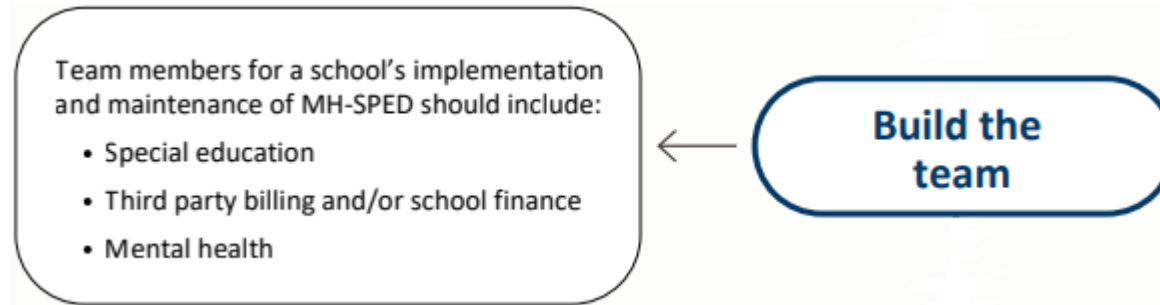 Team members for a school's implementation
and maintenance of MH-SPED should include:
• Special education
• Third party billing and/or school finance
• Mental health
Build the
team